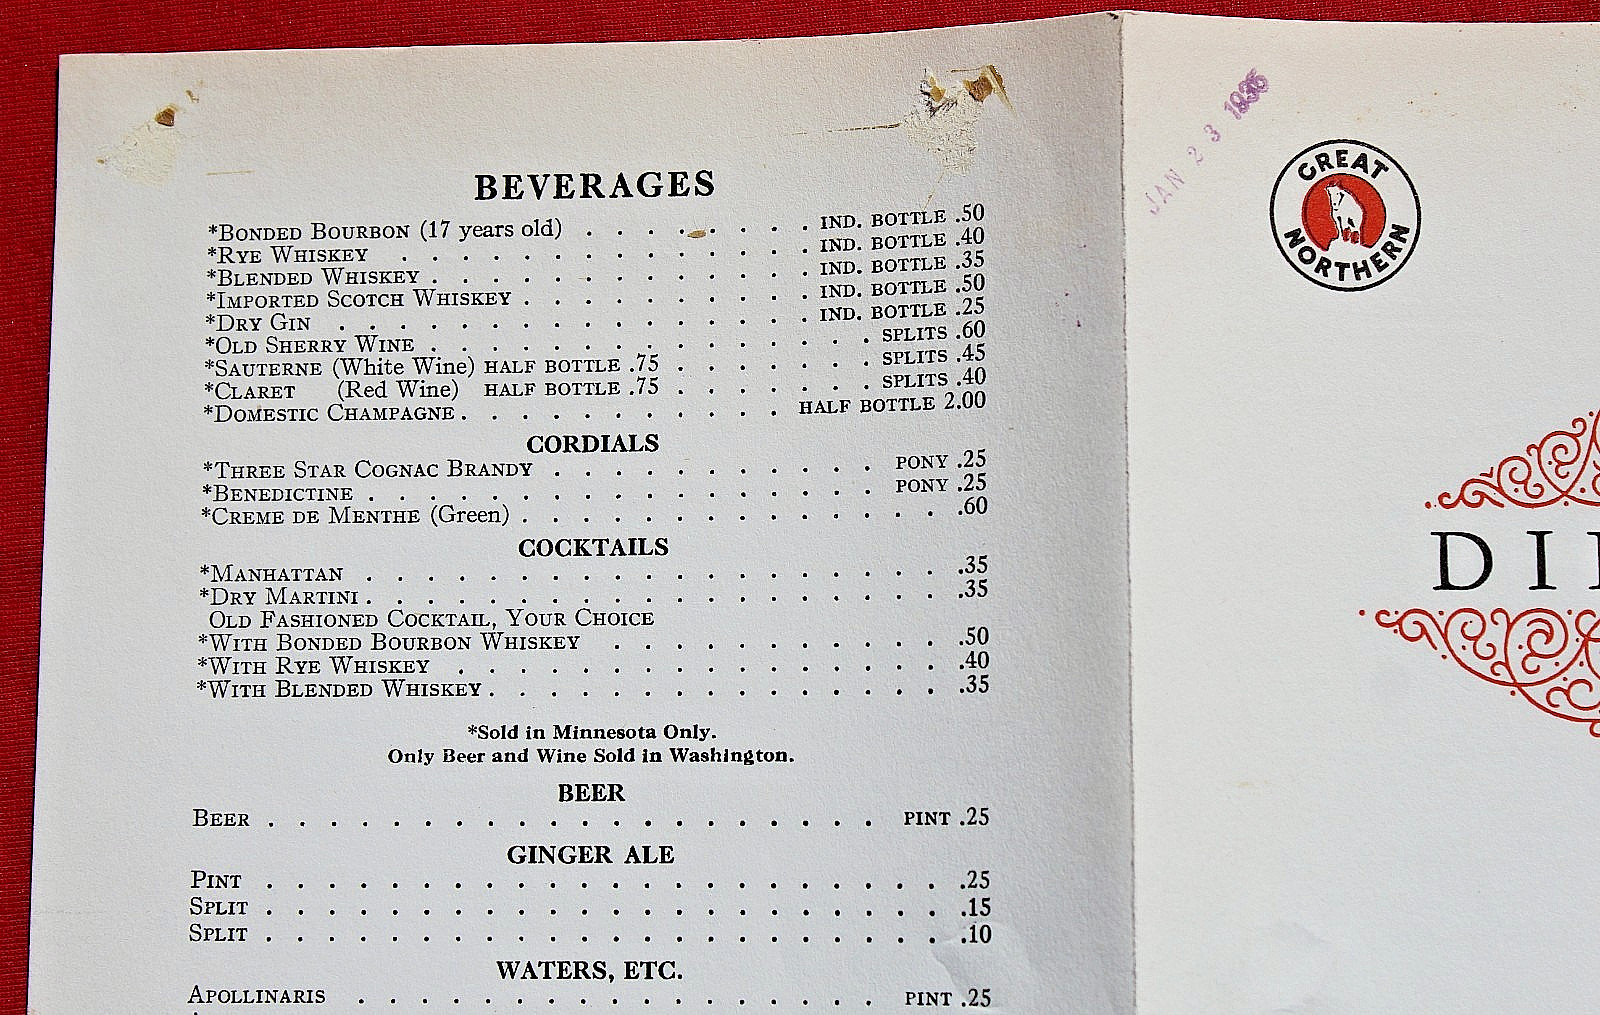 BEVERAGES
*BONDED BOURBON (17 years old) . . . . . . . . IND. BOTTLE .50
*RYE WHISKEY . . . . . . . . . . . . . . IND. BOTTLE .40
*BLENDED WHISKEY . . . . . . . . . . . . . IND. BOTTLE .35
*IMPORTED SCOTCH WHISKEY . . . . . . . . . . IND. BOTTLE .50
*DRY GIN . . . . . . . . . . . . . . . . IND. BOTTLE .25
*OLD SHERRY WINE . . . . . . . . . . . . . . . SPLITS .60
*SAUTERNE (White Wine) HALF BOTTLE .75 . . . . . . . SPLITS .45
*CLARET (Red Wine) HALF BOTTLE .75 . . . . . . . SPLITS .40
*DOMESTIC CHAMPAGNE . . . . . . . . . . . HALF BOTTLE 2.00
CORDIALS
*THREE STAR COGNAC BRANDY . . . . . . . . . . . PONY .25
*BENEDICTINE . . . . . . . . . . . . . . . . . PONY .25
*CREME DE MENTHE (Green) . . . . . . . . . . . . . . .60
COCKTAILS
*MANHATTAN . . . . . . . . . . . . . . . . . . . .35
*DRY MARTINI . . . . . . . . . . . . . . . . . . . .35
OLD FASHIONED COCKTAIL, YOUR CHOICE
*WITH BONDED BOURBON WHISKEY . . . . . . . . . . . .50
*WITH RYE WHISKEY . . . . . . . . . . . . . . . . .40
*WITH BLENDED WHISKEY . . . . . . . . . . . . . . . .35
*Sold in Minnesota Only.
Only Beer and Wine Sold in Washington.
BEER
BEER . . . . . . . . . . . . . . . . . . . . PINT .25
GINGER ALE
PINT . . . . . . . . . . . . . . . . . . . . . . .25
SPLIT . . . . . . . . . . . . . . . . . . . . . . .15
SPLIT . . . . . . . . . . . . . . . . . . . . . . .10
WATERS, ETC.
APOLLINARIS . . . . . . . . . . . . . . . . . PINT .25
JAN 23
GREAT
NORTHERN